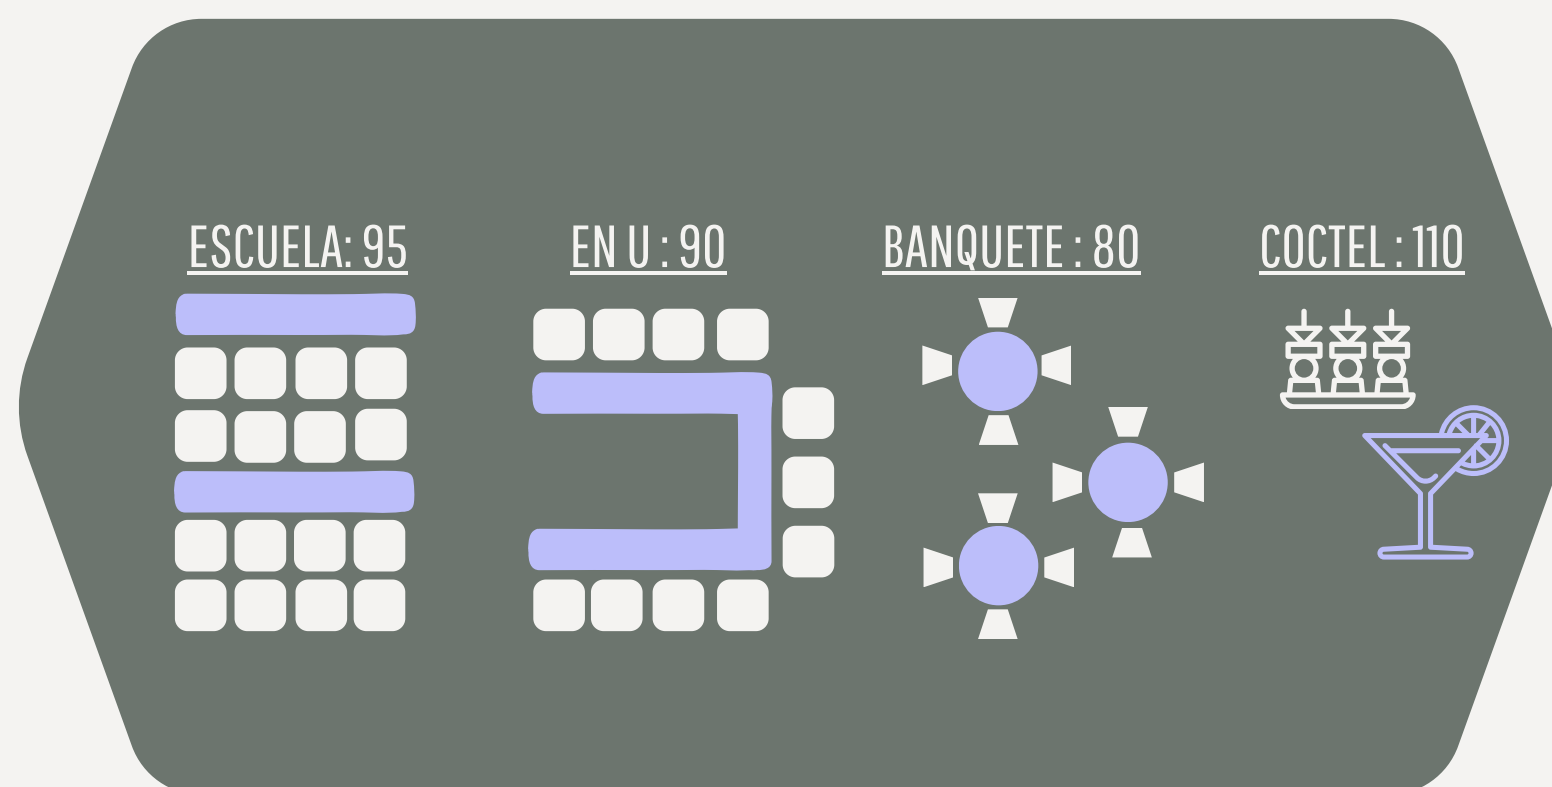 ESCUELA: 95
EN U : 90
BANQUETE : 80
COCTEL : 110